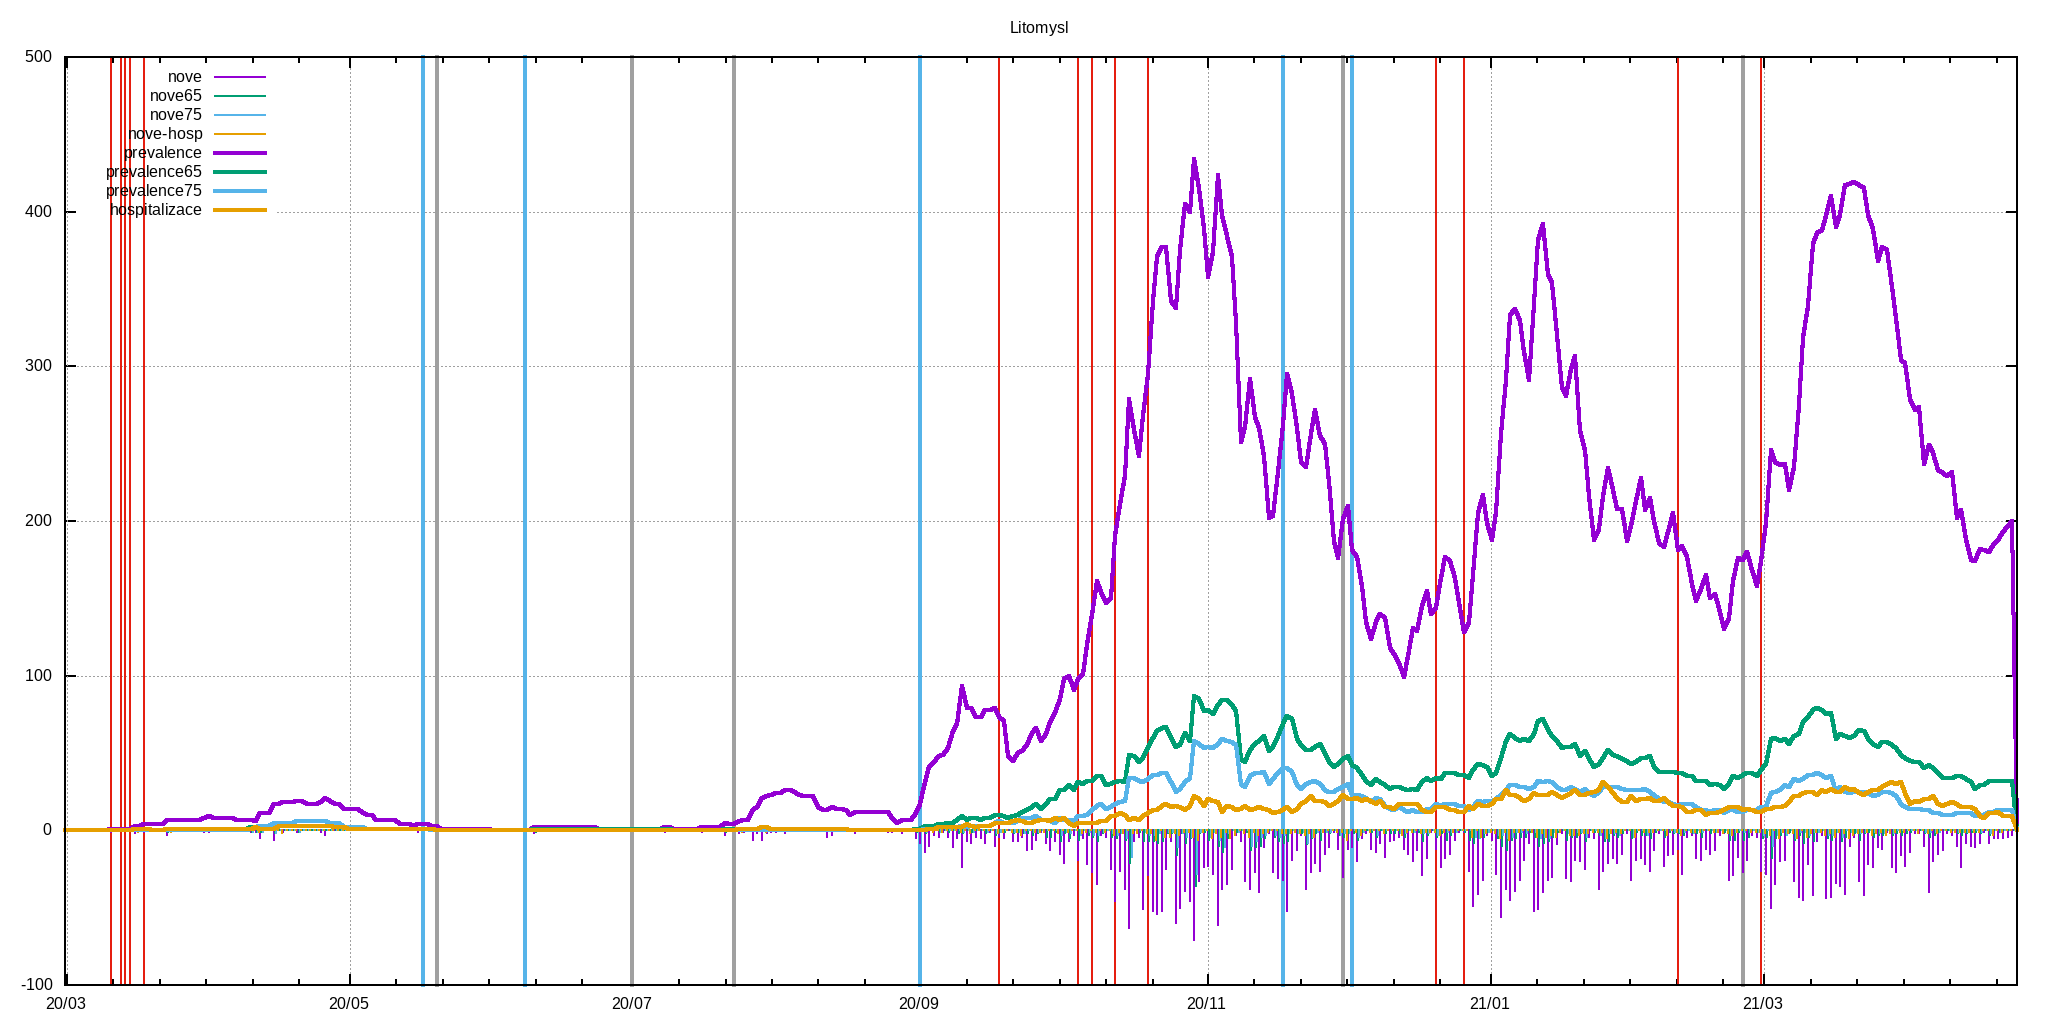 Litomysl
500
nove
nove65
nove75
nove-hosp
prevalence
prevalence65
prevalence75
hospitalizace
400
300
200
100
0
-100
20/03 20/05 20/07 20/09 20/11 21/01 21/03